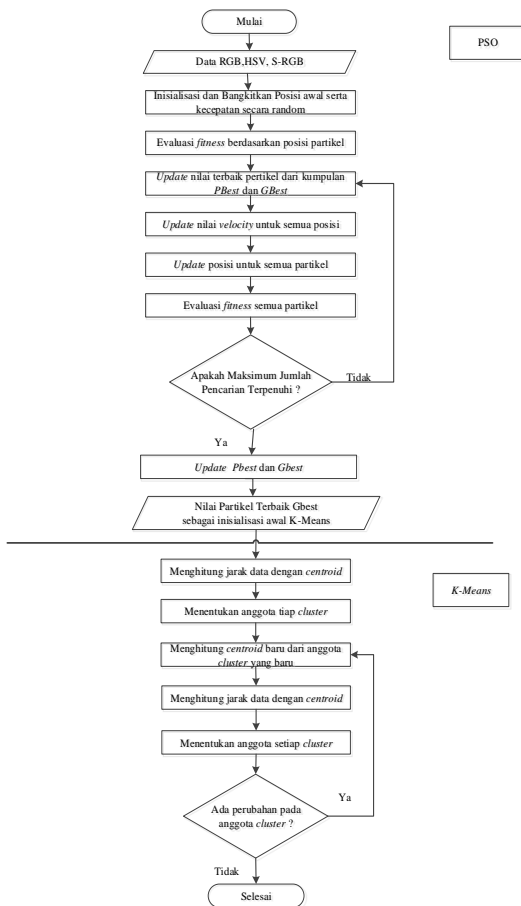 Mulai
PSO
Data RGB,HSV, S-RGB
Inisialisasi dan Bangkitkan Posisi awal serta
kecepatan secara random
Evaluasi fitness berdasarkan posisi partikel
Update nilai terbaik pertikel dari kumpulan
PBest dan GBest
Update nilai velocity untuk semua posisi
Update posisi untuk semua partikel
Evaluasi fitness semua partikel
Apakah Maksimum Jumlah
Pencarian Terpenuhi ?
Tidak
Ya
Update Pbest dan Gbest
Nilai Partikel Terbaik Gbest
sebagai inisialisasi awal K-Means
Menghitung jarak data dengan centroid
K-Means
Menentukan anggota tiap cluster
Menghitung centroid baru dari anggota
cluster yang baru
Menghitung jarak data dengan centroid
Menentukan anggota setiap cluster
Ada perubahan pada
anggota cluster ?
Ya
Tidak
Selesai